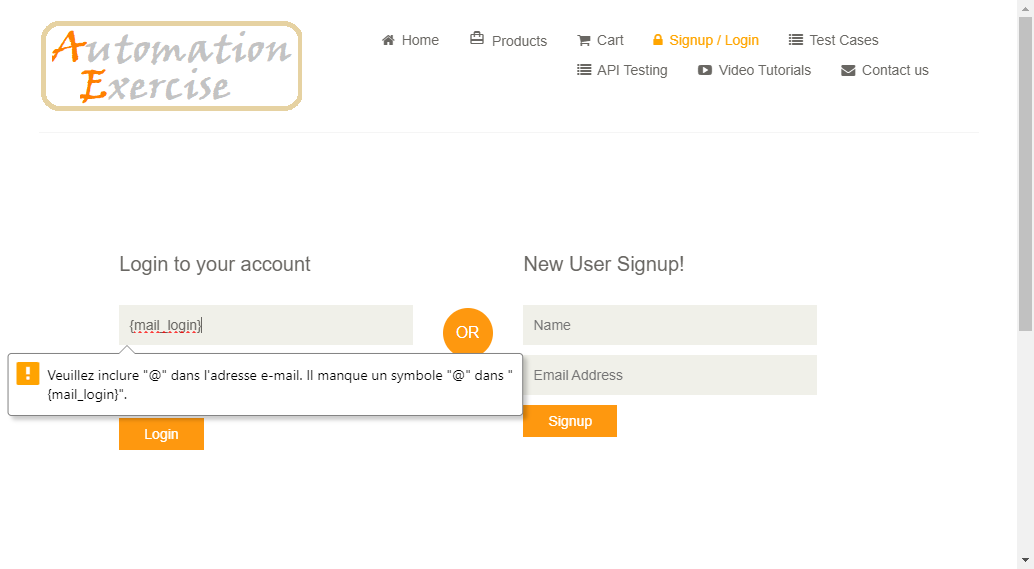 Automation
Exercise
Home
Products
Cart
Signup / Login
Test Cases
API Testing
Video Tutorials
Contact us
Login to your account
New User Signup!
{mail_login}
OR
Name
Veuillez inclure "@" dans l'adresse e-mail. Il manque un symbole "@" dans "
{mail_login}".
Email Address
Login
Signup